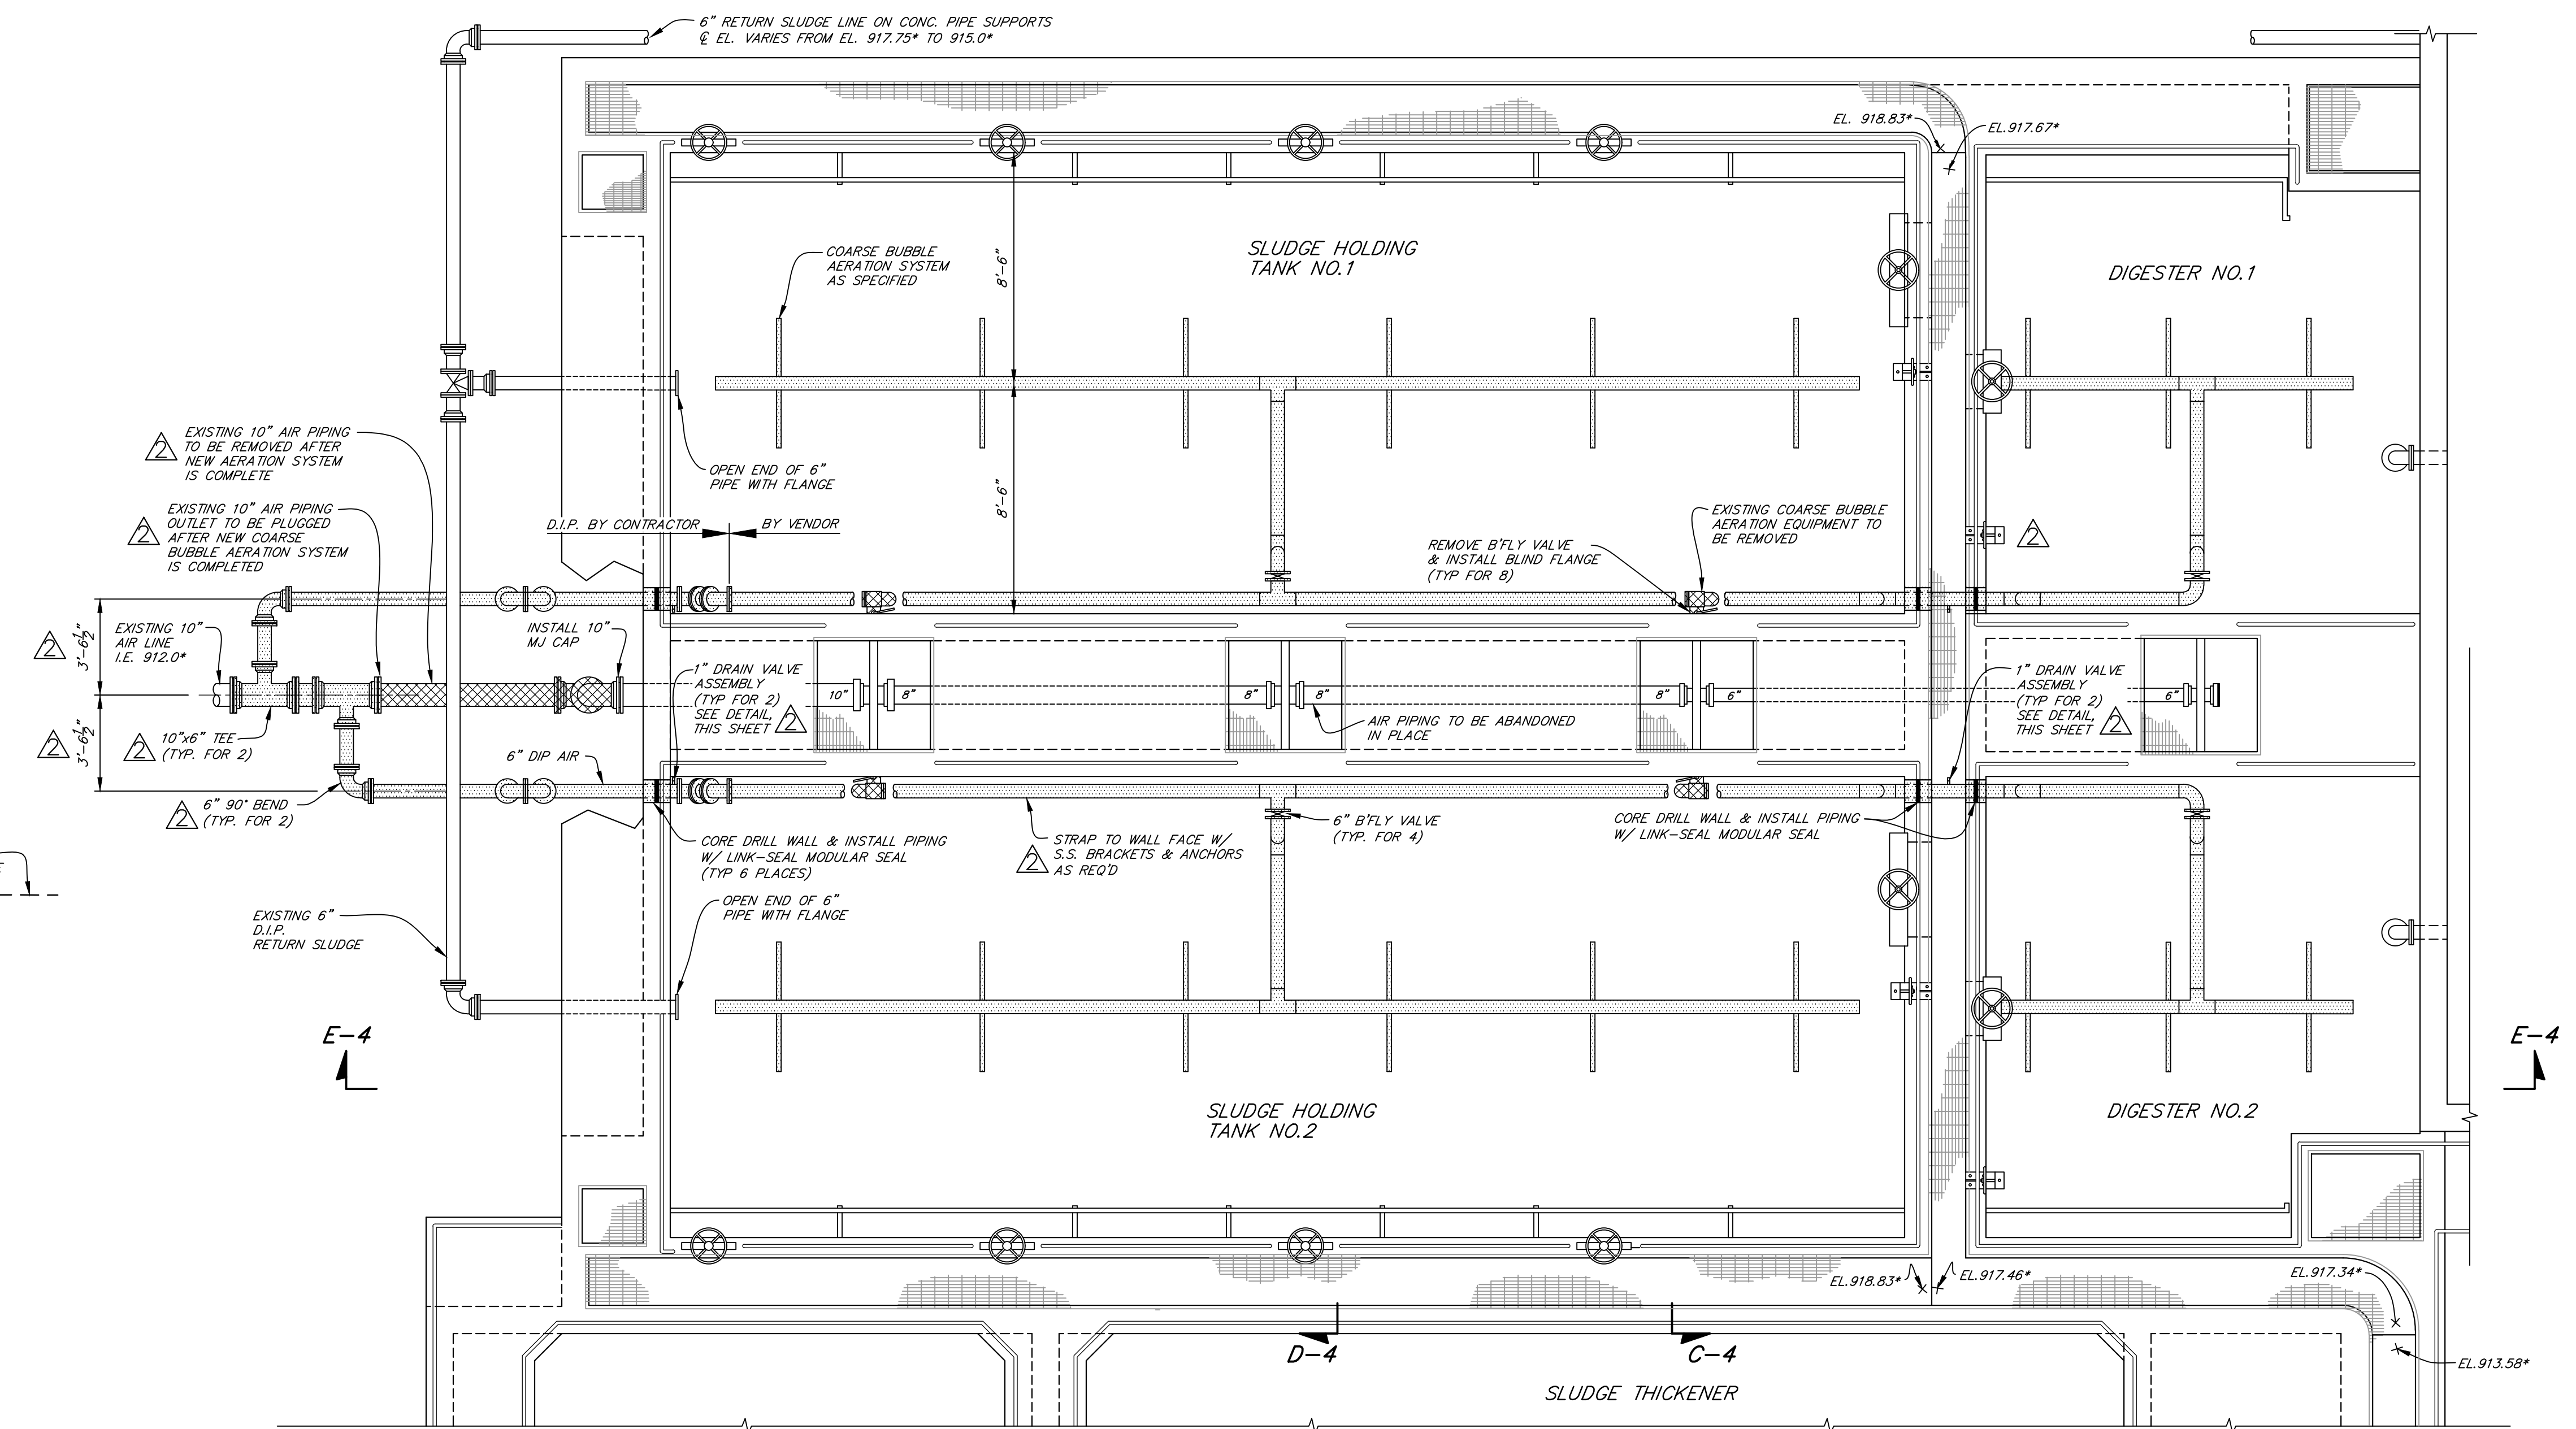 6" RETURN SLUDGE LINE ON CONC. PIPE SUPPORTS
℄ EL. VARIES FROM EL. 917.75* TO 915.0*
EL. 918.83*
EL.917.67*
COARSE BUBBLE
AERATION SYSTEM
AS SPECIFIED
8'-6"
SLUDGE HOLDING
TANK NO.1
DIGESTER NO.1
2
EXISTING 10" AIR PIPING
TO BE REMOVED AFTER
NEW AERATION SYSTEM
IS COMPLETE
OPEN END OF 6"
PIPE WITH FLANGE
8'-6"
2
EXISTING 10" AIR PIPING
OUTLET TO BE PLUGGED
AFTER NEW COARSE
BUBBLE AERATION SYSTEM
IS COMPLETED
D.I.P. BY CONTRACTOR
BY VENDOR
REMOVE B'FLY VALVE
& INSTALL BLIND FLANGE
(TYP FOR 8)
EXISTING COARSE BUBBLE
AERATION EQUIPMENT TO
BE REMOVED
2
2
3'-6½"
EXISTING 10"
AIR LINE
I.E. 912.0*
INSTALL 10"
MJ CAP
1" DRAIN VALVE
ASSEMBLY
(TYP FOR 2)
SEE DETAIL,
THIS SHEET
2
10"
8"
8"
8"
8"
6"
AIR PIPING TO BE ABANDONED
IN PLACE
1" DRAIN VALVE
ASSEMBLY
(TYP FOR 2)
SEE DETAIL,
THIS SHEET
2
6"
2
3'-6½"
2
10"x6" TEE
(TYP. FOR 2)
6" DIP AIR
2
6" 90° BEND
(TYP. FOR 2)
CORE DRILL WALL & INSTALL PIPING
W/ LINK-SEAL MODULAR SEAL
(TYP 6 PLACES)
2
STRAP TO WALL FACE W/
S.S. BRACKETS & ANCHORS
AS REQ'D
6" B'FLY VALVE
(TYP. FOR 4)
CORE DRILL WALL & INSTALL PIPING
W/ LINK-SEAL MODULAR SEAL
EXISTING 6"
D.I.P.
RETURN SLUDGE
OPEN END OF 6"
PIPE WITH FLANGE
E-4
E-4
SLUDGE HOLDING
TANK NO.2
DIGESTER NO.2
EL.918.83*
EL.917.46*
EL.917.34*
D-4
C-4
EL.913.58*
SLUDGE THICKENER